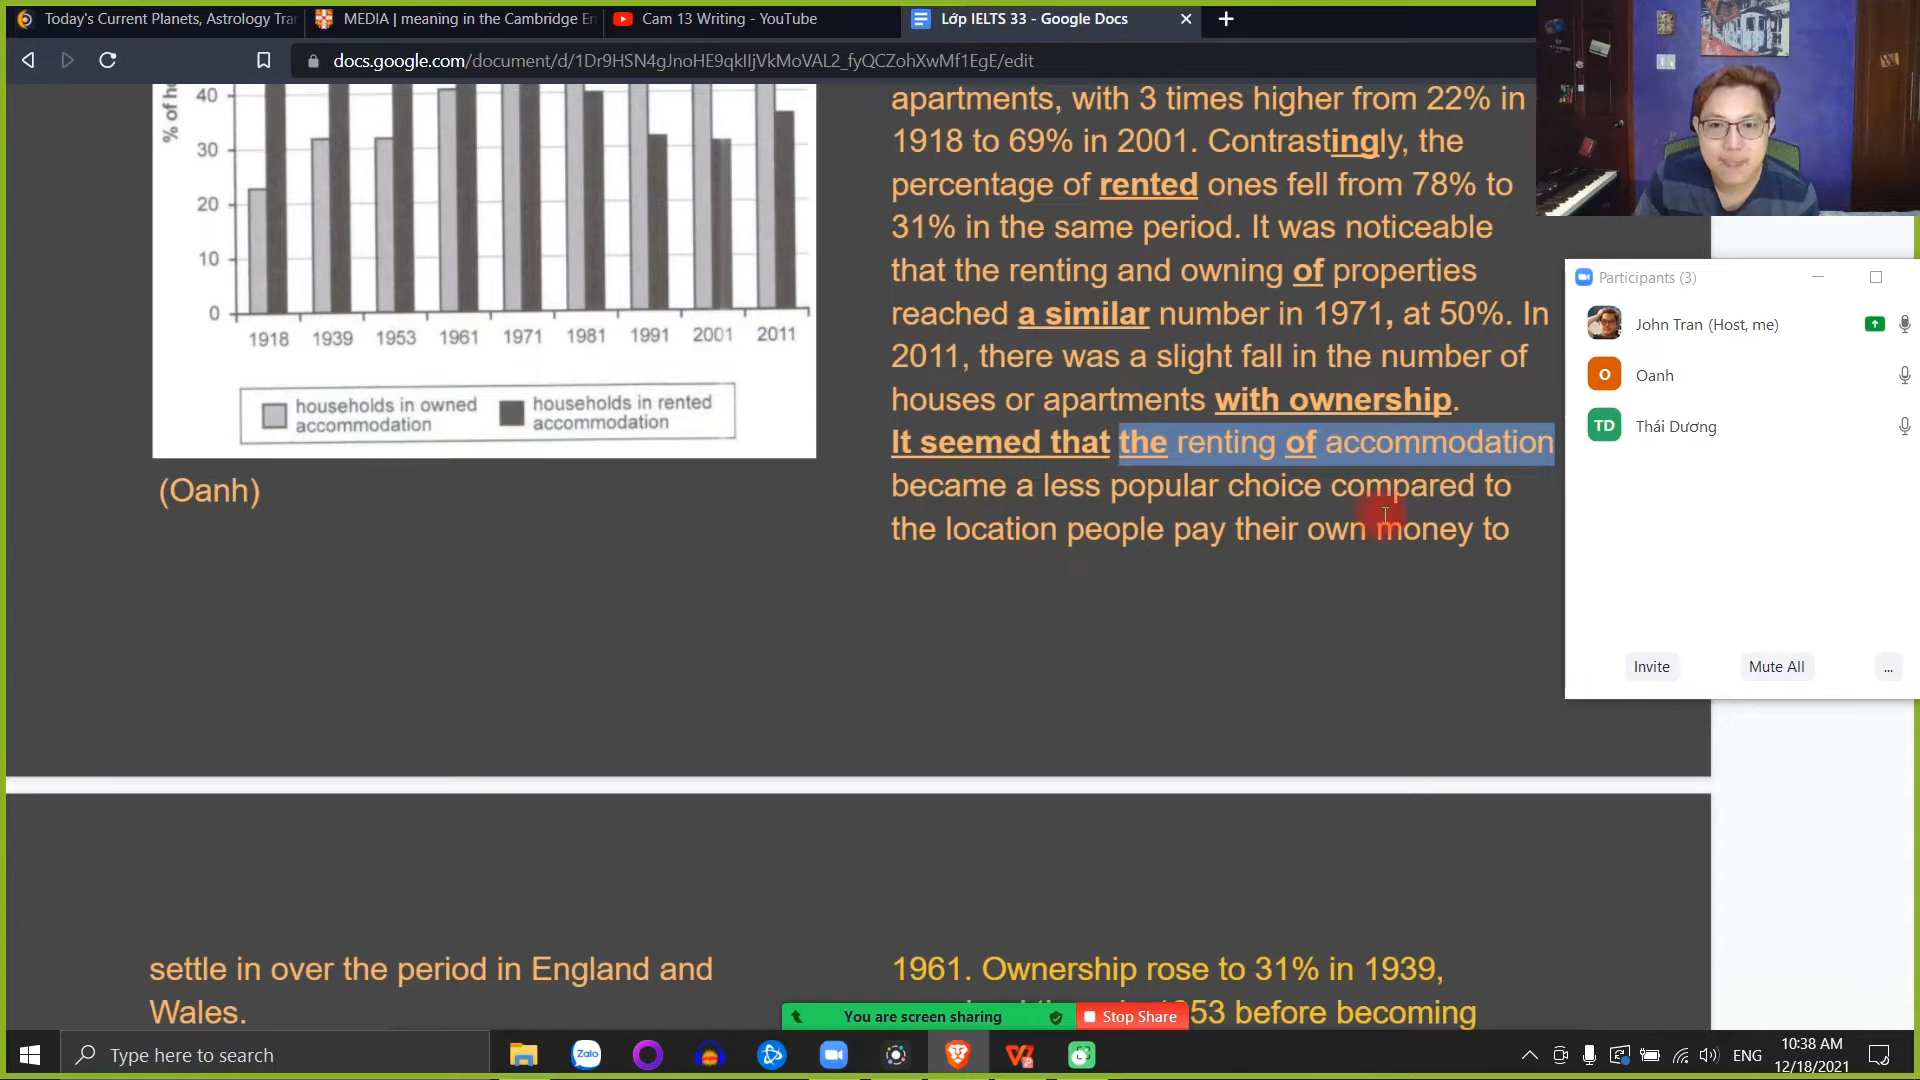 Today's Current Planets, Astrology Tra
MEDIA | meaning in the Cambridge En
Cam 13 Writing - YouTube
Lớp IELTS 33 - Google Docs
docs.google.com/document/d/1Dr9HSN4gJnoHE9qklIjVkMoVAL2_fyQCZohXwMf1EgE/edit
% of ho
40
30
20
10
0
1918 1939 1953 1961 1971 1981 1991 2001 2011
households in owned accommodation
households in rented accommodation
(Oanh)
apartments, with 3 times higher from 22% in
1918 to 69% in 2001. Contrastingly, the
percentage of rented ones fell from 78% to
31% in the same period. It was noticeable
that the renting and owning of properties
reached a similar number in 1971, at 50%. In
2011, there was a slight fall in the number of
houses or apartments with ownership.
It seemed that the renting of accommodation
became a less popular choice compared to
the location people pay their own money to
settle in over the period in England and
Wales.
1961. Ownership rose to 31% in 1939,
53 before becoming
Participants (3)
John Tran (Host, me)
O
Oanh
TD
Thái Dương
Invite
Mute All
...
You are screen sharing
Stop Share
Type here to search
Zalo
ENG
10:38 AM
12/18/2021